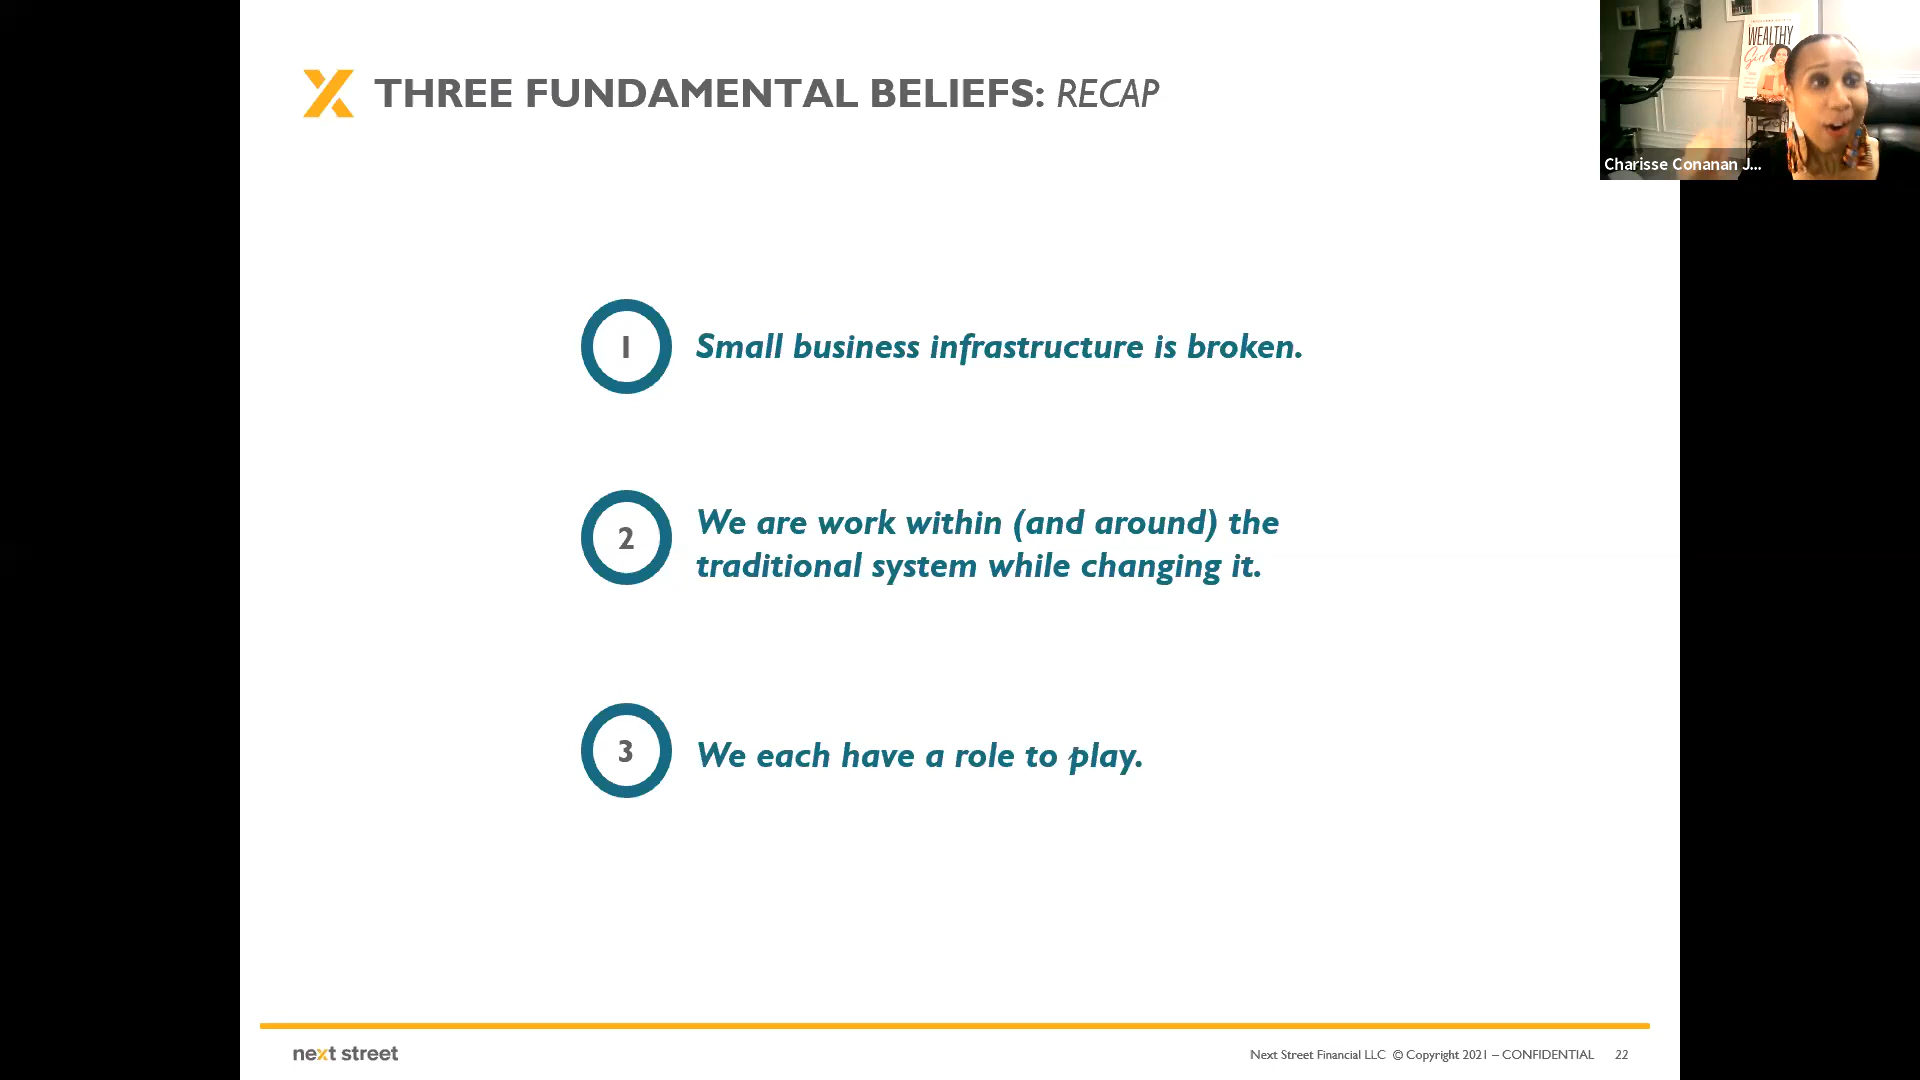 THREE FUNDAMENTAL BELIEFS: RECAP
WEALTHY
Girl
Charisse Conanan J...
1
Small business infrastructure is broken.
2
We are work within (and around) the
traditional system while changing it.
3
We each have a role to play.
next street
Next Street Financial LLC © Copyright 2021 – CONFIDENTIAL 22